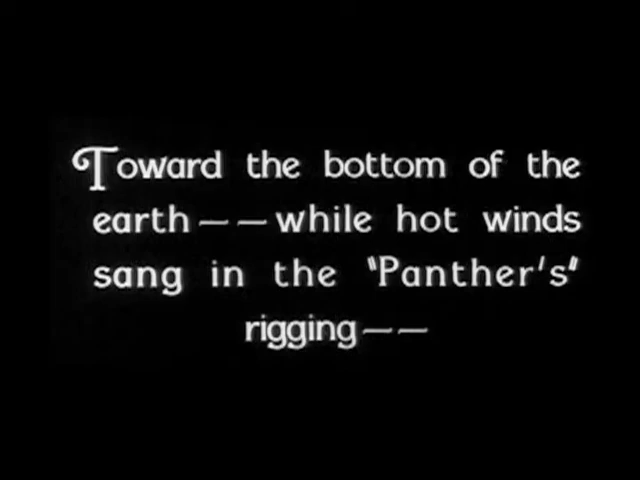 Toward the bottom of the
earth——while hot winds
sang in the "Panther's"
rigging——